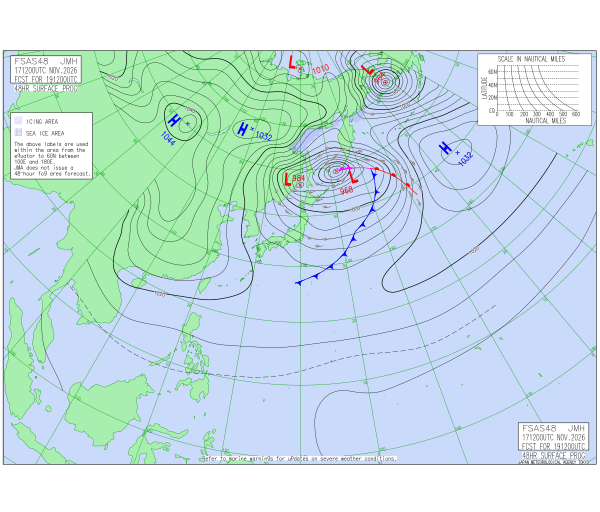 FSAS48 JMH
171200UTC NOV.2026
FCST FOR 191200UTC
48HR SURFACE PROG
ICING AREA
SEA ICE AREA
The above labels are used
within the area from the
equator to 60N between
100E and 180E.
JMA does not issue a
48-hour fog area forecast.
SCALE IN NAUTICAL MILES
LATITUDE
60N
40N
20N
EQ
0 100 200 300 400 500 600
NAUTICAL MILES
L 1010
L
H 1044
H 1032
H 1032
L 984
L 968
1020
1020
FSAS48 JMH
171200UTC NOV.2026
FCST FOR 191200UTC
48HR SURFACE PROG
JAPAN METEOROLOGICAL AGENCY TOKYO
Refer to marine warnings for updates on severe weather conditions.